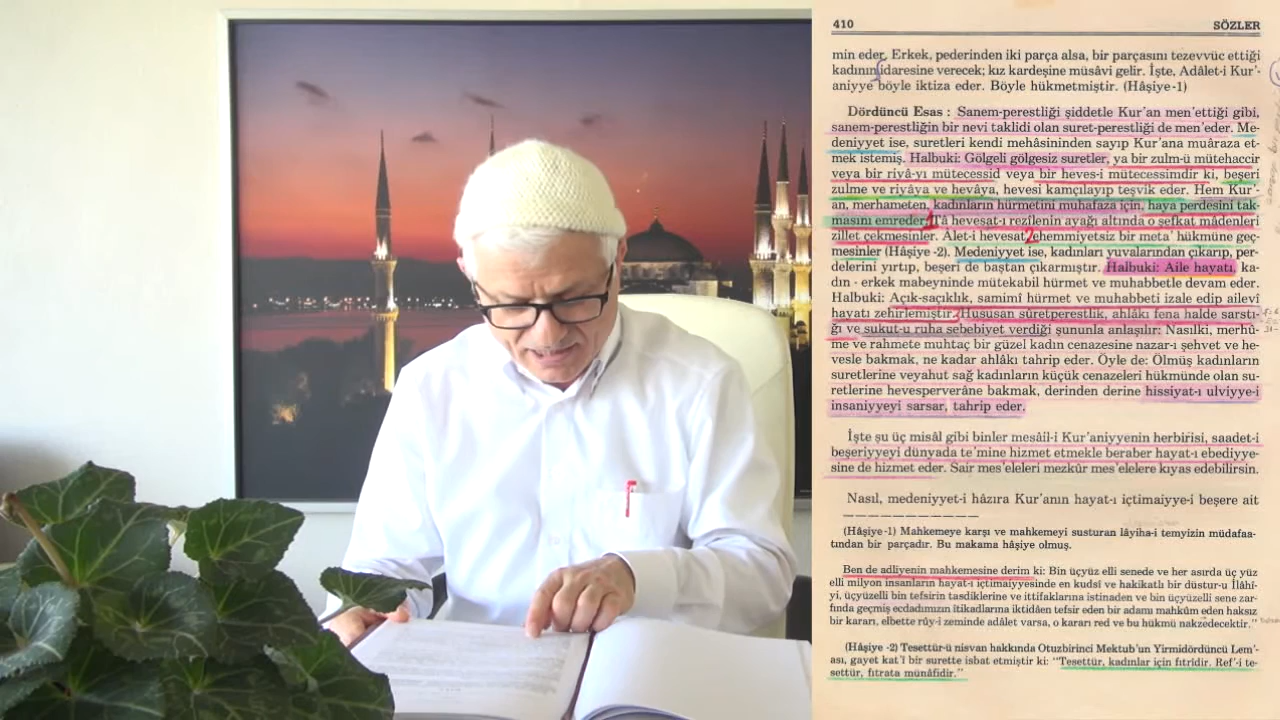 410
SÖZLER
min eder. Erkek, pederinden iki parça alsa, bir parçasını tezevvüc ettiği
kadının idaresine verecek; kız kardeşine müsâvi gelir. İşte, Adâlet-i Kur'-
aniyye böyle iktiza eder. Böyle hükmetmiştir. (Hâşiye-1)
Dördüncü Esas : Sanem-perestliği şiddetle Kur'an men'ettiği gibi,
sanem-perestliğin bir nevi taklidi olan suret-perestliği de men'eder. Me-
deniyyet ise, suretleri kendi mehâsininden sayıp Kur'ana muâraza et-
mek istemiş. Halbuki: Gölgeli gölgesiz suretler, ya bir zulm-ü mütehaccir
veya bir riyâ-yı mütecessid veya bir heves-i mütecessimdir ki, beşeri
zulme ve riyâya ve hevâya, hevesi kamçılayıp teşvik eder. Hem Kur'-
an, merhameten, kadınların hürmetini muhafaza için, haya perdesini tak-
masını emreder. 1 Tâ hevesat-ı rezîlenin ayağı altında o şefkat mâdenleri
zillet çekmesinler. Âlet-i hevesat 2 ehemmiyetsiz bir meta' hükmüne geç-
mesinler (Hâşiye -2). Medeniyyet ise, kadınları yuvalarından çıkarıp, per-
delerini yırtıp, beşeri de baştan çıkarmıştır. Halbuki: Aile hayatı, ka-
dın - erkek mabeyninde mütekabil hürmet ve muhabbetle devam eder.
Halbuki: Açık-saçıklık, samimî hürmet ve muhabbeti izale edip ailevî
hayatı zehirlemiştir. 3 Hususan sûretperestlik, ahlâkı fena halde sarstı-
ğı ve sukut-u ruha sebebiyet verdiği şununla anlaşılır: Nasılki, merhû-
me ve rahmete muhtaç bir güzel kadın cenazesine nazar-ı şehvet ve he-
vesle bakmak, ne kadar ahlâkı tahrip eder. Öyle de: Ölmüş kadınların
suretlerine veyahut sağ kadınların küçük cenazeleri hükmünde olan su-
retlerine hevesperverâne bakmak, derinden derine hissiyat-ı ulviyye-i
insaniyyeyi sarsar, tahrip eder.
İşte şu üç misâl gibi binler mesâil-i Kur'aniyyenin herbirisi, saadet-i
beşeriyyeyi dünyada te'mine hizmet etmekle beraber hayat-ı ebediyye-
sine de hizmet eder. Sair mes'eleleri mezkûr mes'elelere kıyas edebilirsin.
Nasıl, medeniyyet-i hâzıra Kur'anın hayat-ı içtimaiyye-i beşere ait
(Hâşiye-1) Mahkemeye karşı ve mahkemeyi susturan lâyiha-i temyizin müdafaa-
tından bir parçadır. Bu makama hâşiye olmuş.
Ben de adliyenin mahkemesine derim ki: Bin üçyüz elli senede ve her asırda üç yüz
elli milyon insanların hayat-ı içtimaiyyesinde en kudsî ve hakikatlı bir düstur-u İlâhî-
yi, üçyüzelli bin tefsirin tasdiklerine ve ittifaklarına istinaden ve bin üçyüzelli sene zar-
fında geçmiş ecdadımızın îtikadlarına iktidâen tefsir eden bir adamı mahkûm eden haksız
bir kararı, elbette rûy-i zeminde adâlet varsa, o kararı red ve bu hükmü nakzedecektir."
(Hâşiye -2) Tesettür-ü nisvan hakkında Otuzbirinci Mektub'un Yirmidördüncü Lem'-
ası, gayet kat'î bir surette isbat etmiştir ki: "Tesettür, kadınlar için fıtrîdir. Ref'-i te-
settür, fıtrata münâfidir."